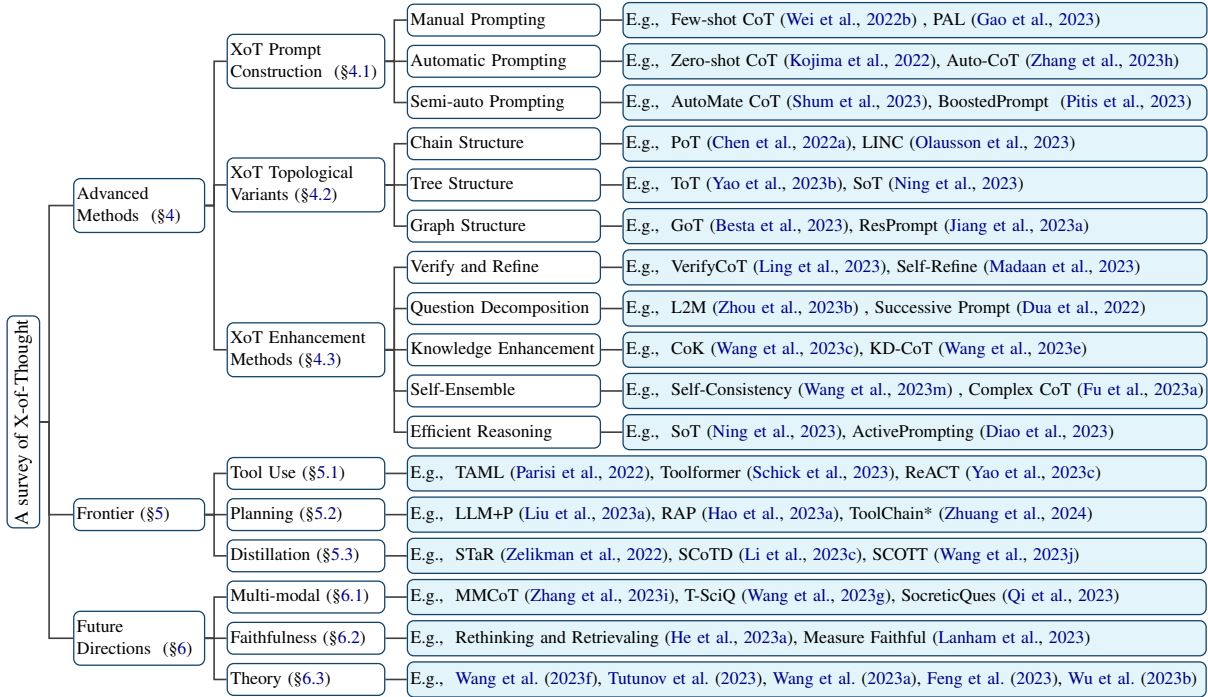 A survey of X-of-Thought
Advanced
Methods (§4)
XoT Prompt
Construction (§4.1)
Manual Prompting
E.g., Few-shot CoT (Wei et al., 2022b) , PAL (Gao et al., 2023)
Automatic Prompting
E.g., Zero-shot CoT (Kojima et al., 2022), Auto-CoT (Zhang et al., 2023h)
Semi-auto Prompting
E.g., AutoMate CoT (Shum et al., 2023), BoostedPrompt (Pitis et al., 2023)
XoT Topological
Variants (§4.2)
Chain Structure
E.g., PoT (Chen et al., 2022a), LINC (Olausson et al., 2023)
Tree Structure
E.g., ToT (Yao et al., 2023b), SoT (Ning et al., 2023)
Graph Structure
E.g., GoT (Besta et al., 2023), ResPrompt (Jiang et al., 2023a)
XoT Enhancement
Methods (§4.3)
Verify and Refine
E.g., VerifyCoT (Ling et al., 2023), Self-Refine (Madaan et al., 2023)
Question Decomposition
E.g., L2M (Zhou et al., 2023b) , Successive Prompt (Dua et al., 2022)
Knowledge Enhancement
E.g., CoK (Wang et al., 2023c), KD-CoT (Wang et al., 2023e)
Self-Ensemble
E.g., Self-Consistency (Wang et al., 2023m) , Complex CoT (Fu et al., 2023a)
Efficient Reasoning
E.g., SoT (Ning et al., 2023), ActivePrompting (Diao et al., 2023)
Frontier (§5)
Tool Use (§5.1)
E.g., TAML (Parisi et al., 2022), Toolformer (Schick et al., 2023), ReACT (Yao et al., 2023c)
Planning (§5.2)
E.g., LLM+P (Liu et al., 2023a), RAP (Hao et al., 2023a), ToolChain* (Zhuang et al., 2024)
Distillation (§5.3)
E.g., STaR (Zelikman et al., 2022), SCoTD (Li et al., 2023c), SCOTT (Wang et al., 2023j)
Future
Directions (§6)
Multi-modal (§6.1)
E.g., MMCoT (Zhang et al., 2023i), T-SciQ (Wang et al., 2023g), SocreticQues (Qi et al., 2023)
Faithfulness (§6.2)
E.g., Rethinking and Retrievaling (He et al., 2023a), Measure Faithful (Lanham et al., 2023)
Theory (§6.3)
E.g., Wang et al. (2023f), Tutunov et al. (2023), Wang et al. (2023a), Feng et al. (2023), Wu et al. (2023b)